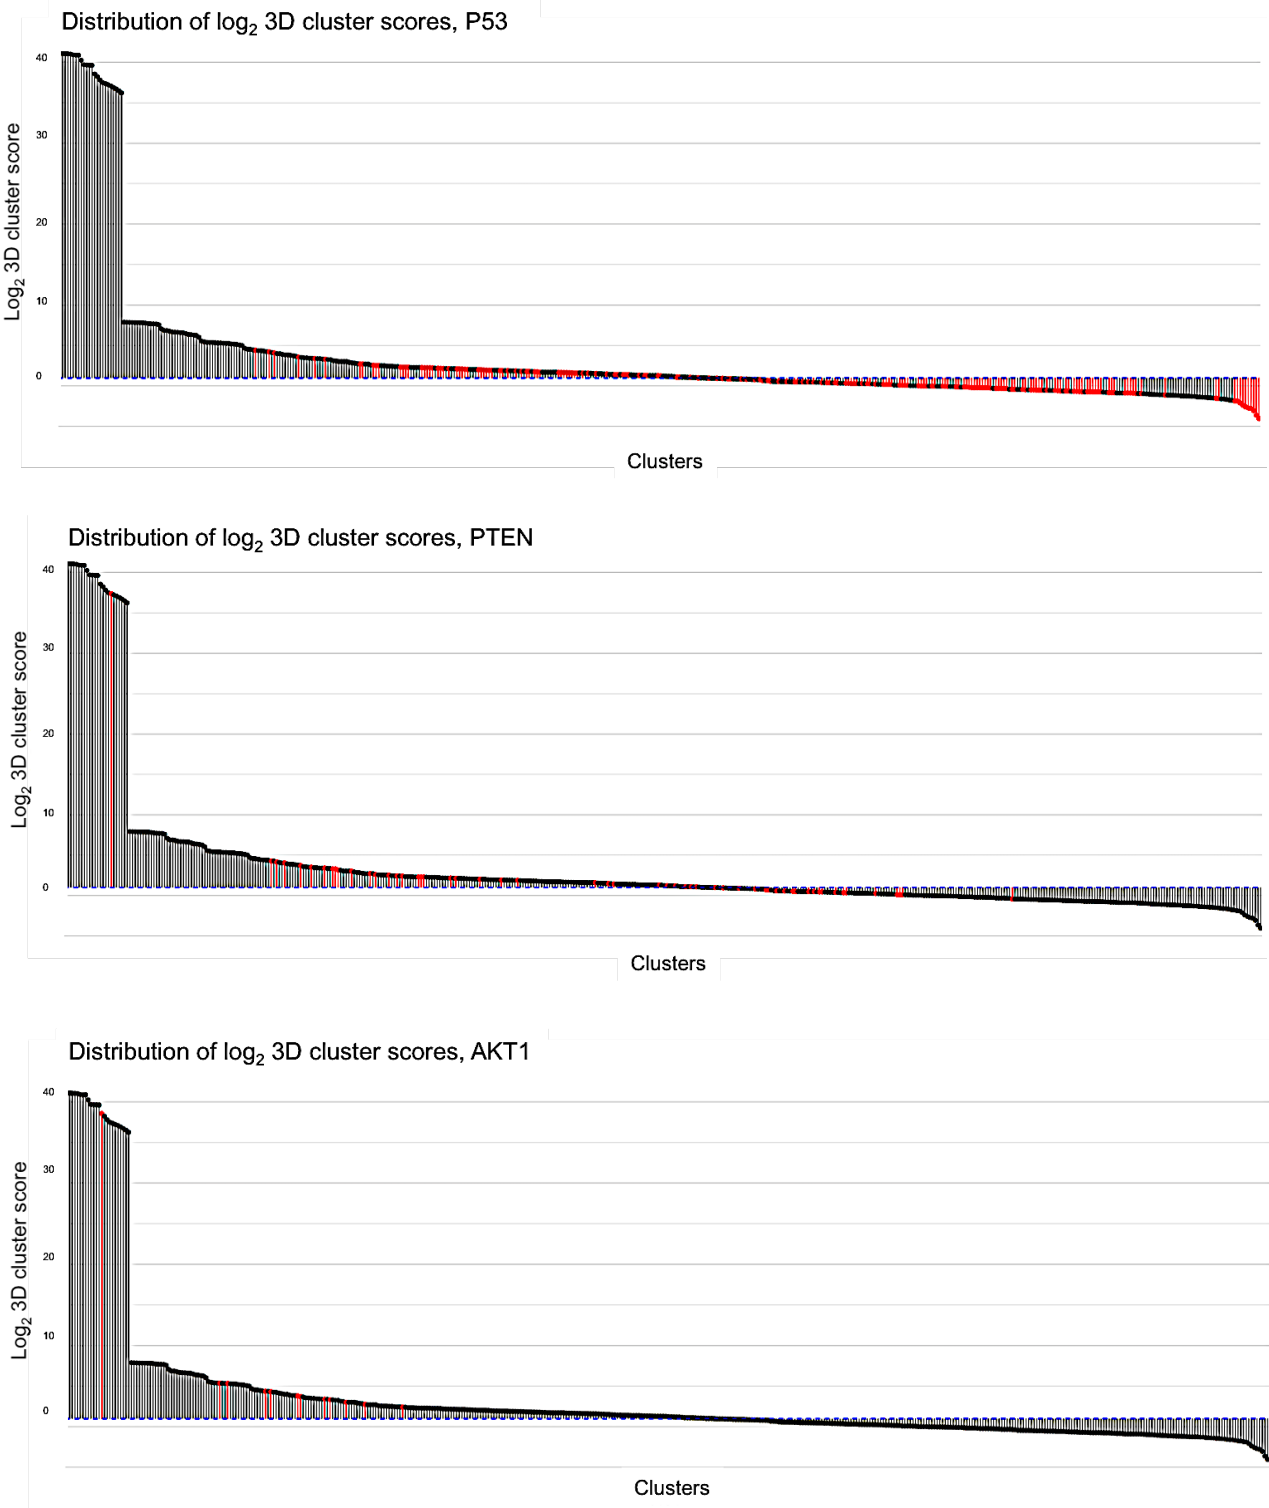 Distribution of log₂ 3D cluster scores, P53
40
30
20
10
0
Log₂ 3D cluster score
Clusters
Distribution of log₂ 3D cluster scores, PTEN
40
30
20
10
0
Log₂ 3D cluster score
Clusters
Distribution of log₂ 3D cluster scores, AKT1
40
30
20
10
0
Log₂ 3D cluster score
Clusters